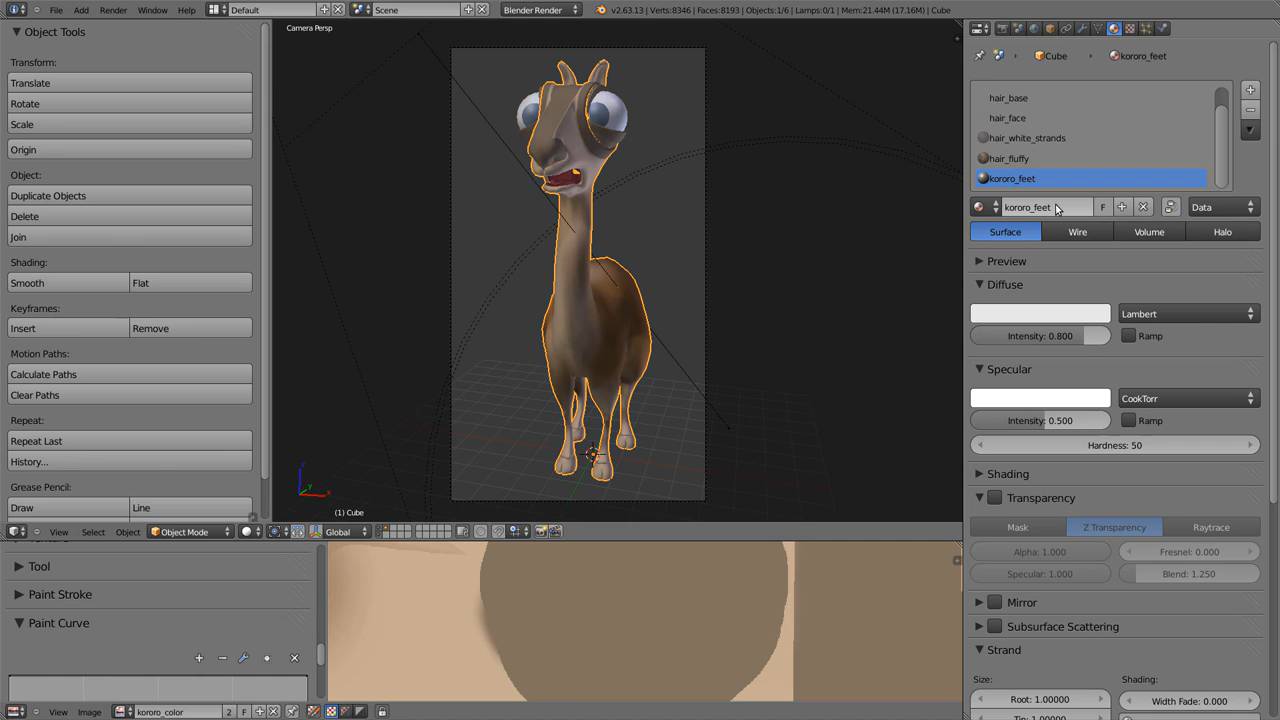 File Add Render Window Help Default Scene Blender Render v2.63.13 | Verts:8346 | Faces:8193 | Objects:1/6 | Lamps:0/1 | Mem:21.44M (17.16M) | Cube
Object Tools
Transform:
Translate
Rotate
Scale
Origin
Object:
Duplicate Objects
Delete
Join
Shading:
Smooth Flat
Keyframes:
Insert Remove
Motion Paths:
Calculate Paths
Clear Paths
Repeat:
Repeat Last
History...
Grease Pencil:
Draw Line
Camera Persp
z
y
x
(1) Cube
View Select Object Object Mode Global
Tool
Paint Stroke
Paint Curve
View Image kororo_color 2 F
Cube kororo_feet
hair_base
hair_face
hair_white_strands
hair_fluffy
kororo_feet
kororo_feet F Data
Surface Wire Volume Halo
Preview
Diffuse
Lambert
Intensity: 0.800 Ramp
Specular
CookTorr
Intensity: 0.500 Ramp
Hardness: 50
Shading
Transparency
Mask Z Transparency Raytrace
Alpha: 1.000 Fresnel: 0.000
Specular: 1.000 Blend: 1.250
Mirror
Subsurface Scattering
Strand
Size: Shading:
Root: 1.00000 Width Fade: 0.000